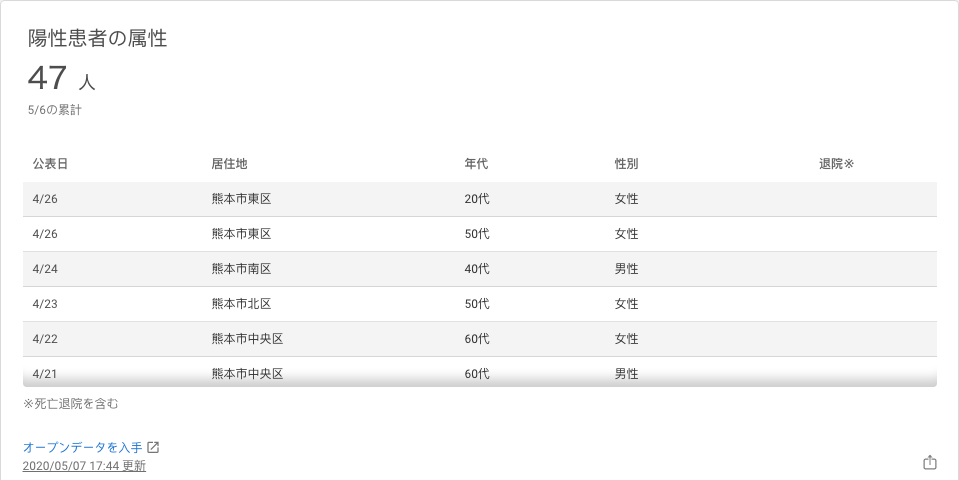 陽性患者の属性
47 人
5/6の累計
公表日 居住地 年代 性別 退院※
4/26 熊本市東区 20代 女性
4/26 熊本市東区 50代 女性
4/24 熊本市南区 40代 男性
4/23 熊本市北区 50代 女性
4/22 熊本市中央区 60代 女性
4/21 熊本市中央区 60代 男性
※死亡退院を含む
オープンデータを入手
2020/05/07 17:44 更新